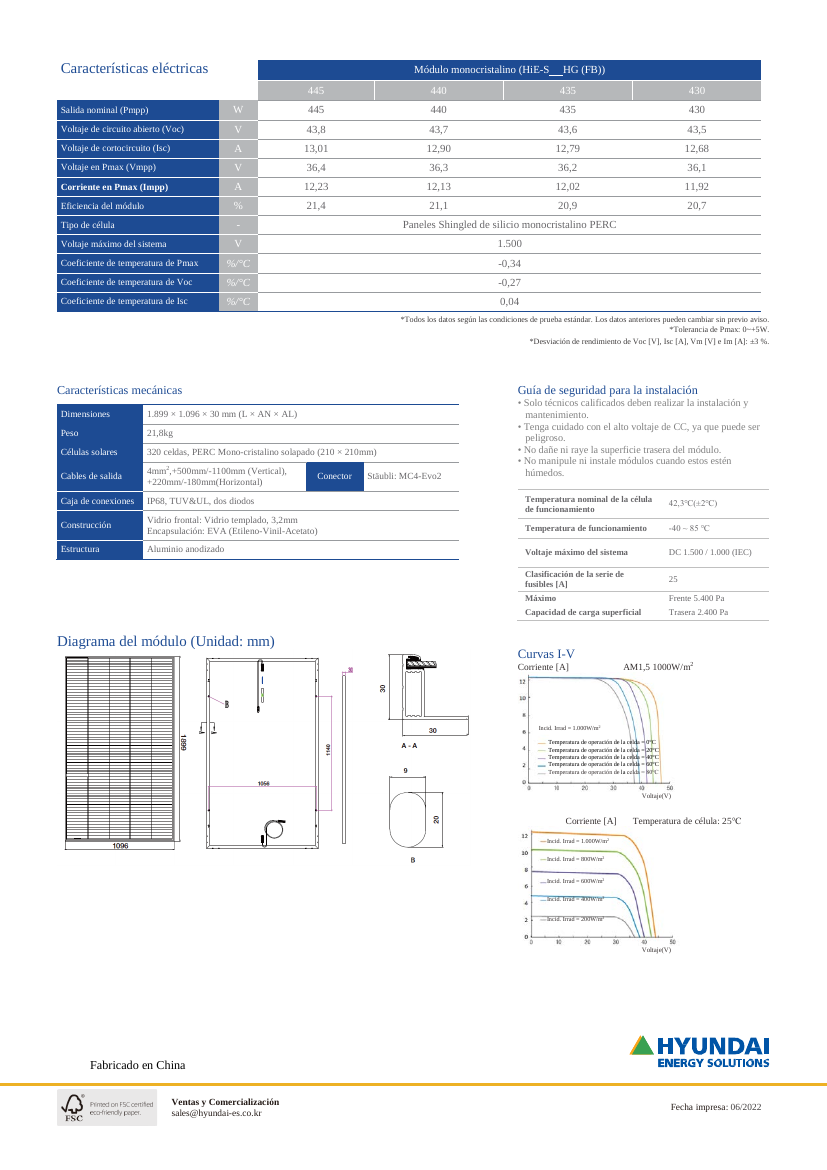 Características eléctricas
Módulo monocristalino (HiE-S__HG (FB))
445 440 435 430
Salida nominal (Pmpp) W 445 440 435 430
Voltaje de circuito abierto (Voc) V 43,8 43,7 43,6 43,5
Voltaje de cortocircuito (Isc) A 13,01 12,90 12,79 12,68
Voltaje en Pmax (Vmpp) V 36,4 36,3 36,2 36,1
Corriente en Pmax (Impp) A 12,23 12,13 12,02 11,92
Eficiencia del módulo % 21,4 21,1 20,9 20,7
Tipo de célula - Paneles Shingled de silicio monocristalino PERC
Voltaje máximo del sistema V 1.500
Coeficiente de temperatura de Pmax %/°C -0,34
Coeficiente de temperatura de Voc %/°C -0,27
Coeficiente de temperatura de Isc %/°C 0,04
*Todos los datos según las condiciones de prueba estándar. Los datos anteriores pueden cambiar sin previo aviso.
*Tolerancia de Pmax: 0~+5W.
*Desviación de rendimiento de Voc [V], Isc [A], Vm [V] e Im [A]: ±3 %.
Características mecánicas
Dimensiones 1.899 × 1.096 × 30 mm (L × AN × AL)
Peso 21,8kg
Células solares 320 celdas, PERC Mono-cristalino solapado (210 × 210mm)
Cables de salida 4mm²,+500mm/-1100mm (Vertical),
+220mm/-180mm(Horizontal)
Conector Stäubli: MC4-Evo2
Caja de conexiones IP68, TUV&UL, dos diodos
Construcción Vidrio frontal: Vidrio templado, 3,2mm
Encapsulación: EVA (Etileno-Vinil-Acetato)
Estructura Aluminio anodizado
Guía de seguridad para la instalación
• Solo técnicos calificados deben realizar la instalación y
mantenimiento.
• Tenga cuidado con el alto voltaje de CC, ya que puede ser
peligroso.
• No dañe ni raye la superficie trasera del módulo.
• No manipule ni instale módulos cuando estos estén
húmedos.
Temperatura nominal de la célula
de funcionamiento 42,3°C(±2°C)
Temperatura de funcionamiento -40 ~ 85 °C
Voltaje máximo del sistema DC 1.500 / 1.000 (IEC)
Clasificación de la serie de
fusibles [A] 25
Máximo Frente 5.400 Pa
Capacidad de carga superficial Trasera 2.400 Pa
Diagrama del módulo (Unidad: mm)
1899
1096
1056
1140
30
30
A - A
9
20
B
Curvas I-V
Corriente [A] AM1,5 1000W/m²
12
10
8
6
4
2
0
Incid. Irrad = 1.000W/m²
Temperatura de operación de la celda = 0°C
Temperatura de operación de la celda = 20°C
Temperatura de operación de la celda = 40°C
Temperatura de operación de la celda = 60°C
Temperatura de operación de la celda = 80°C
0 10 20 30 40 50
Voltaje(V)
Corriente [A] Temperatura de célula: 25℃
12
10
8
6
4
2
0
Incid. Irrad = 1.000W/m²
Incid. Irrad = 800W/m²
Incid. Irrad = 600W/m²
Incid. Irrad = 400W/m²
Incid. Irrad = 200W/m²
0 10 20 30 40 50
Voltaje(V)
HYUNDAI
ENERGY SOLUTIONS
Fabricado en China
FSC
Printed on FSC certified
eco-friendly paper.
Ventas y Comercialización
sales@hyundai-es.co.kr
Fecha impresa: 06/2022